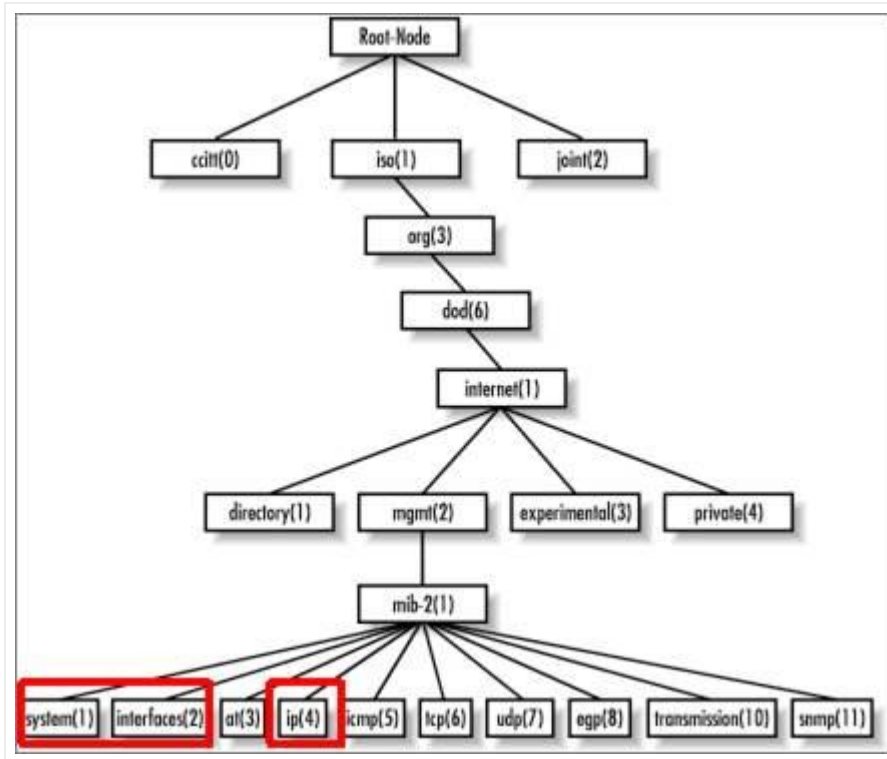 Root-Node
ccitt(0) iso(1) joint(2)
org(3)
dod(6)
internet(1)
directory(1) mgmt(2) experimental(3) private(4)
mib-2(1)
system(1) interfaces(2) at(3) ip(4) icmp(5) tcp(6) udp(7) egp(8) transmission(10) snmp(11)